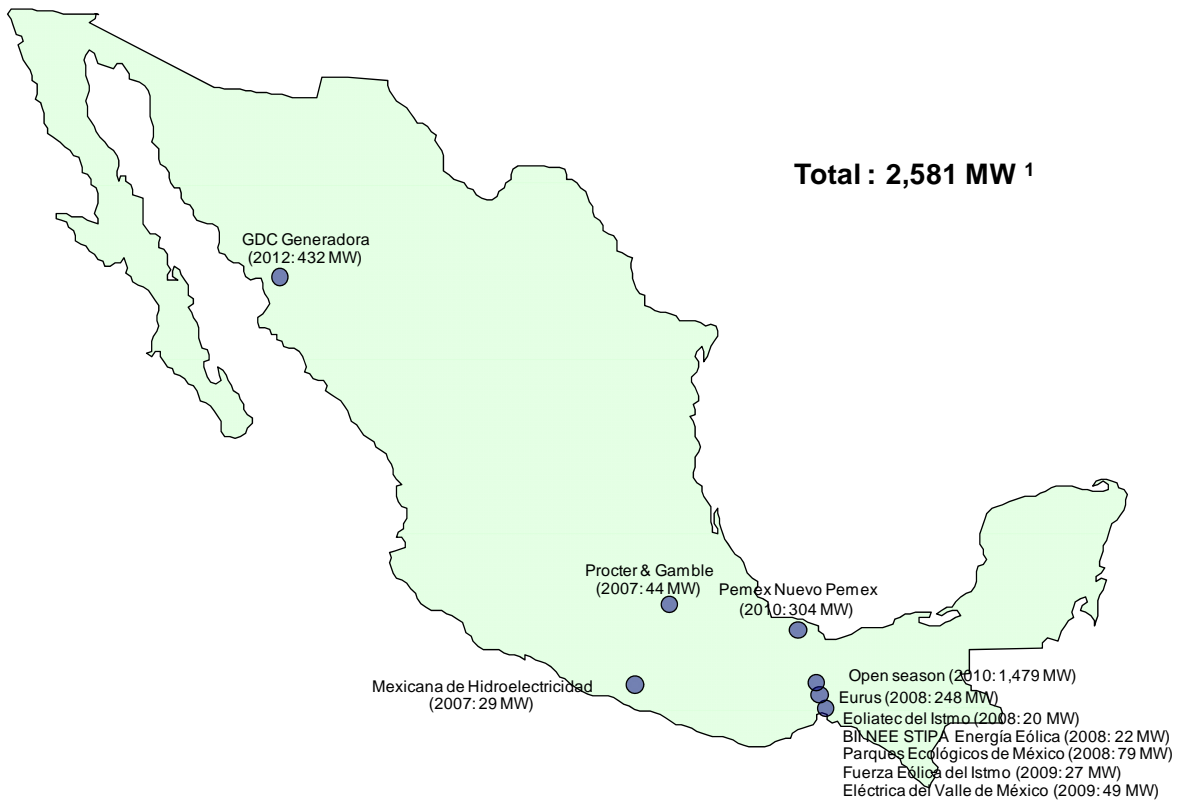 Total : 2,581 MW ¹
GDC Generadora
(2012: 432 MW)
Procter & Gamble
(2007: 44 MW)
Pemex Nuevo Pemex
(2010: 304 MW)
Mexicana de Hidroelectricidad
(2007: 29 MW)
Open season (2010: 1,479 MW)
Eurus (2008: 248 MW)
Eoliatec del Istmo (2008: 20 MW)
BII NEE STIPA Energía Eólica (2008: 22 MW)
Parques Ecológicos de México (2008: 79 MW)
Fuerza Eólica del Istmo (2009: 27 MW)
Eléctrica del Valle de México (2009: 49 MW)